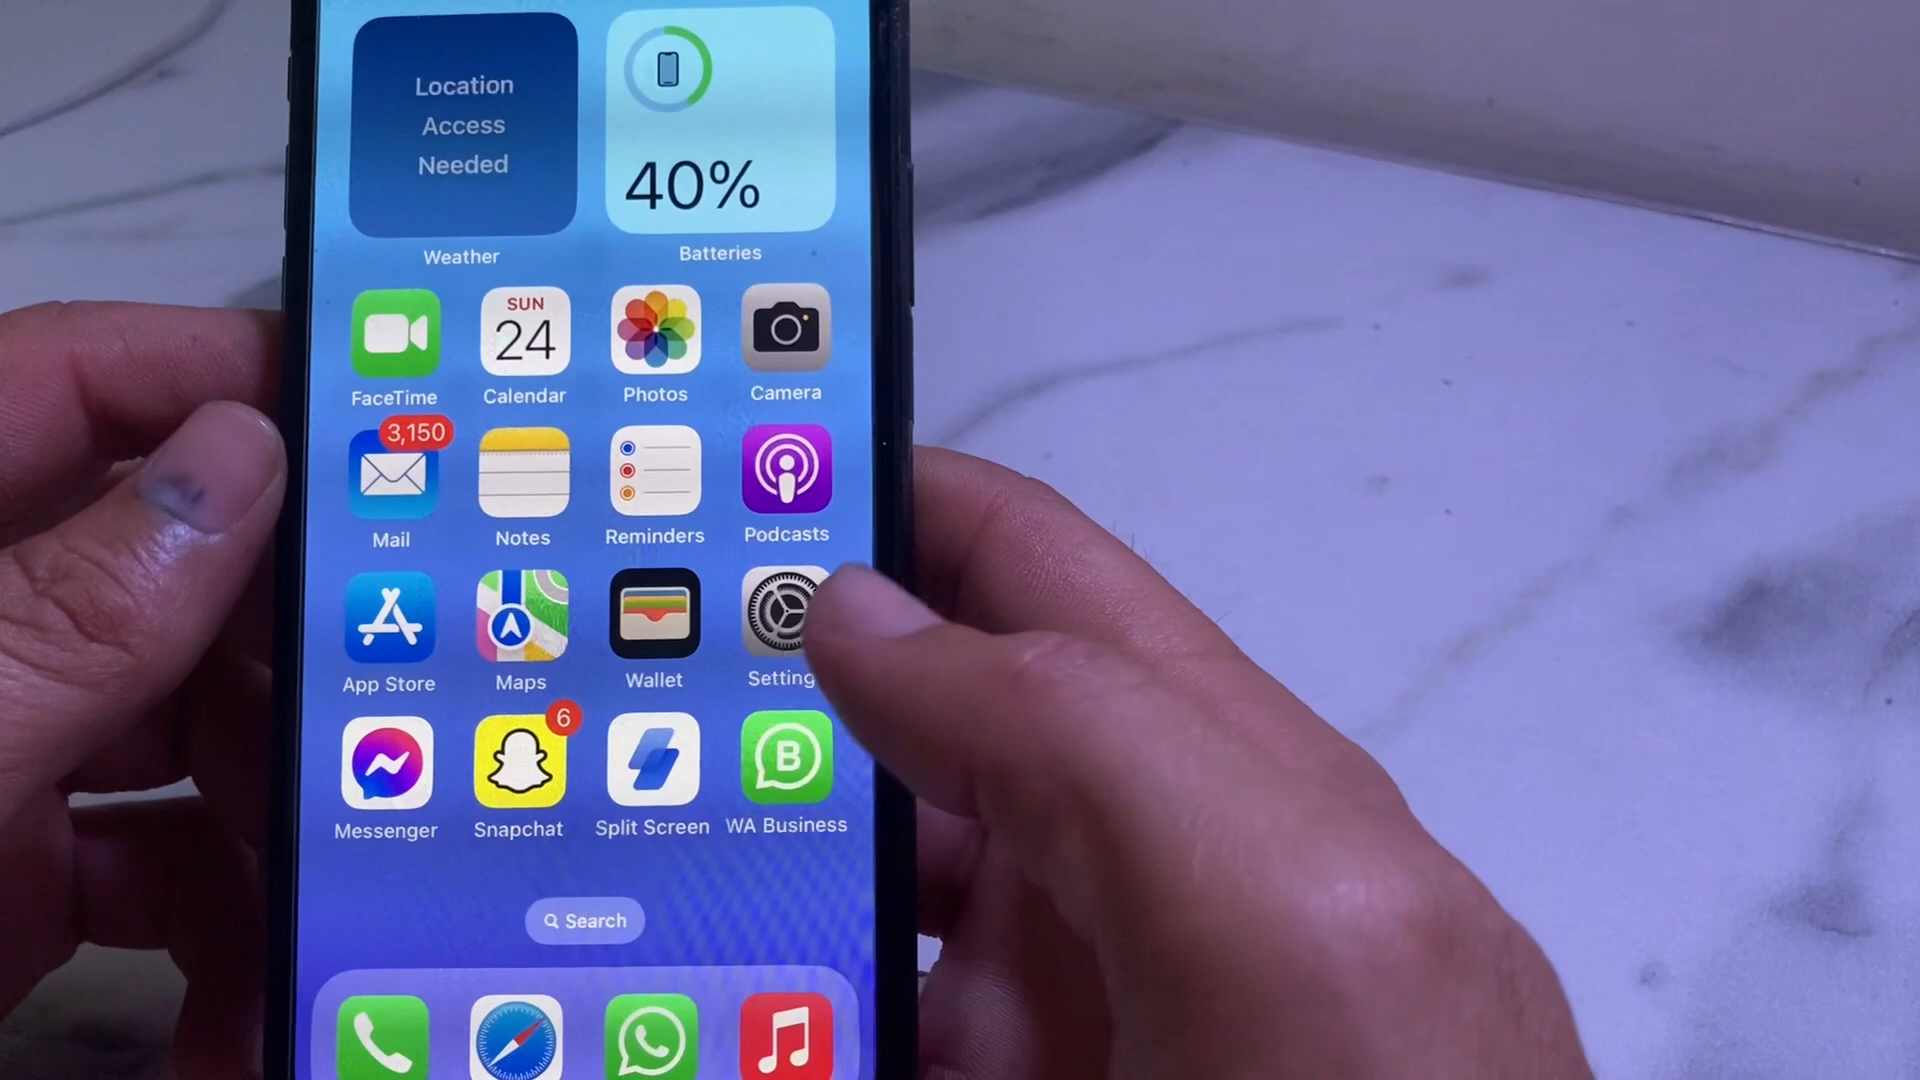 Location
Access
Needed
40%
Weather
Batteries
SUN
24
FaceTime
Calendar
Photos
Camera
3,150
Mail
Notes
Reminders
Podcasts
App Store
Maps
Wallet
Setting
6
B
Messenger
Snapchat
Split Screen
WA Business
Search